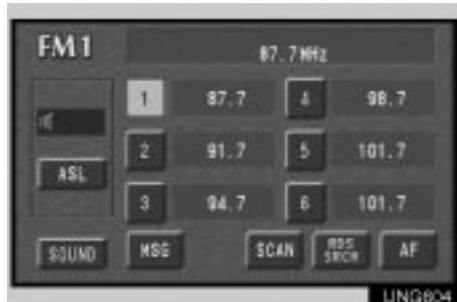 FM1
87.7MHz
1 87.7 4 98.7
ASL
2 91.7 5 101.7
3 94.7 6 101.7
SOUND MSG SCAN RDS SRCH AF
UNG604